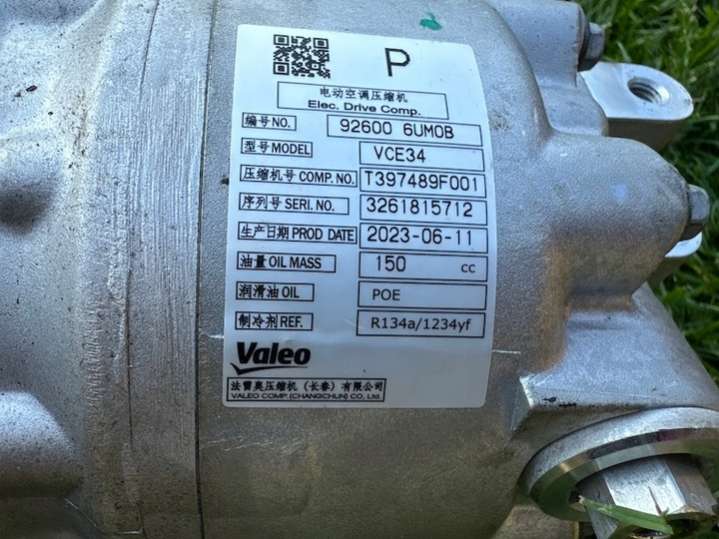 P
电动空调压缩机
Elec. Drive Comp.
编号NO. 92600 6UM0B
型号MODEL VCE34
压缩机号 COMP. NO. T397489F001
序列号 SERI. NO. 3261815712
生产日期 PROD DATE 2023-06-11
油量 OIL MASS 150 cc
润滑油 OIL POE
制冷剂 REF. R134a/1234yf
Valeo
法雷奥压缩机（长春）有限公司
VALEO COMP.(CHANGCHUN) CO, Ltd.